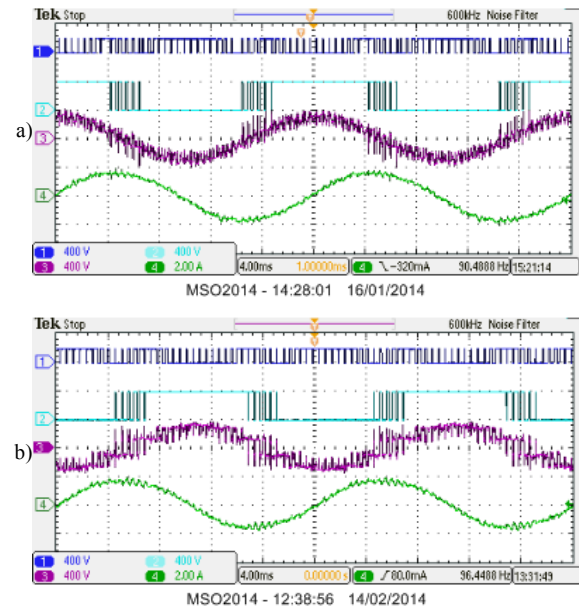 Tek Stop 600kHz Noise Filter
1
2
a) 3
4
1 400 V 2 400 V
3 400 V 4 2.00 A 4.00ms 1.00000ms 4 -320mA 90.4888 Hz 15:21:14
MSO2014 - 14:28:01 16/01/2014
Tek Stop 600kHz Noise Filter
1
2
b) 3
4
1 400 V 2 400 V
3 400 V 4 2.00 A 4.00ms 0.00000s 4 80.0mA 96.4488 Hz 13:31:49
MSO2014 - 12:38:56 14/02/2014